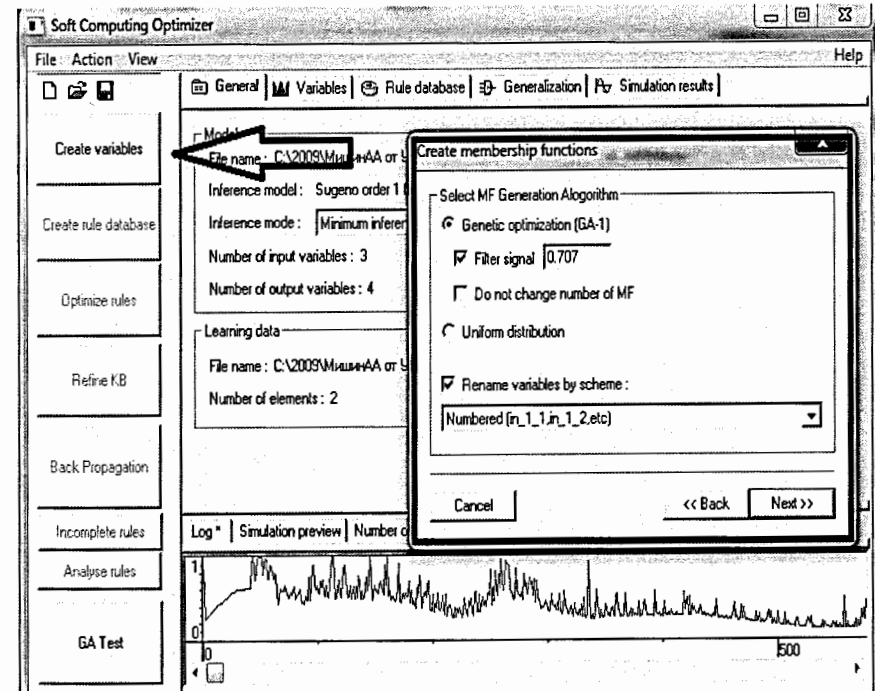 Soft Computing Optimizer
File Action View Help
General Variables Rule database Generalization Simulation results
Create variables
Create rule database
Optimize rules
Refine KB
Back Propagation
Incomplete rules
Analyse rules
GA Test
Model
File name : C:\2009\МишинАА от У
Inference model : Sugeno order 1
Inference mode : Minimum inferen
Number of input variables : 3
Number of output variables : 4
Learning data
File name : C:\2009\МишинАА от У
Number of elements : 2
Create membership functions
Select MF Generation Alogorithm
Genetic optimization (GA-1)
Filter signal 0.707
Do not change number of MF
Uniform distribution
Rename variables by scheme :
Numbered (in_1_1,in_1_2,etc)
Cancel << Back Next >>
Log * Simulation preview Number o
1
0
0 500